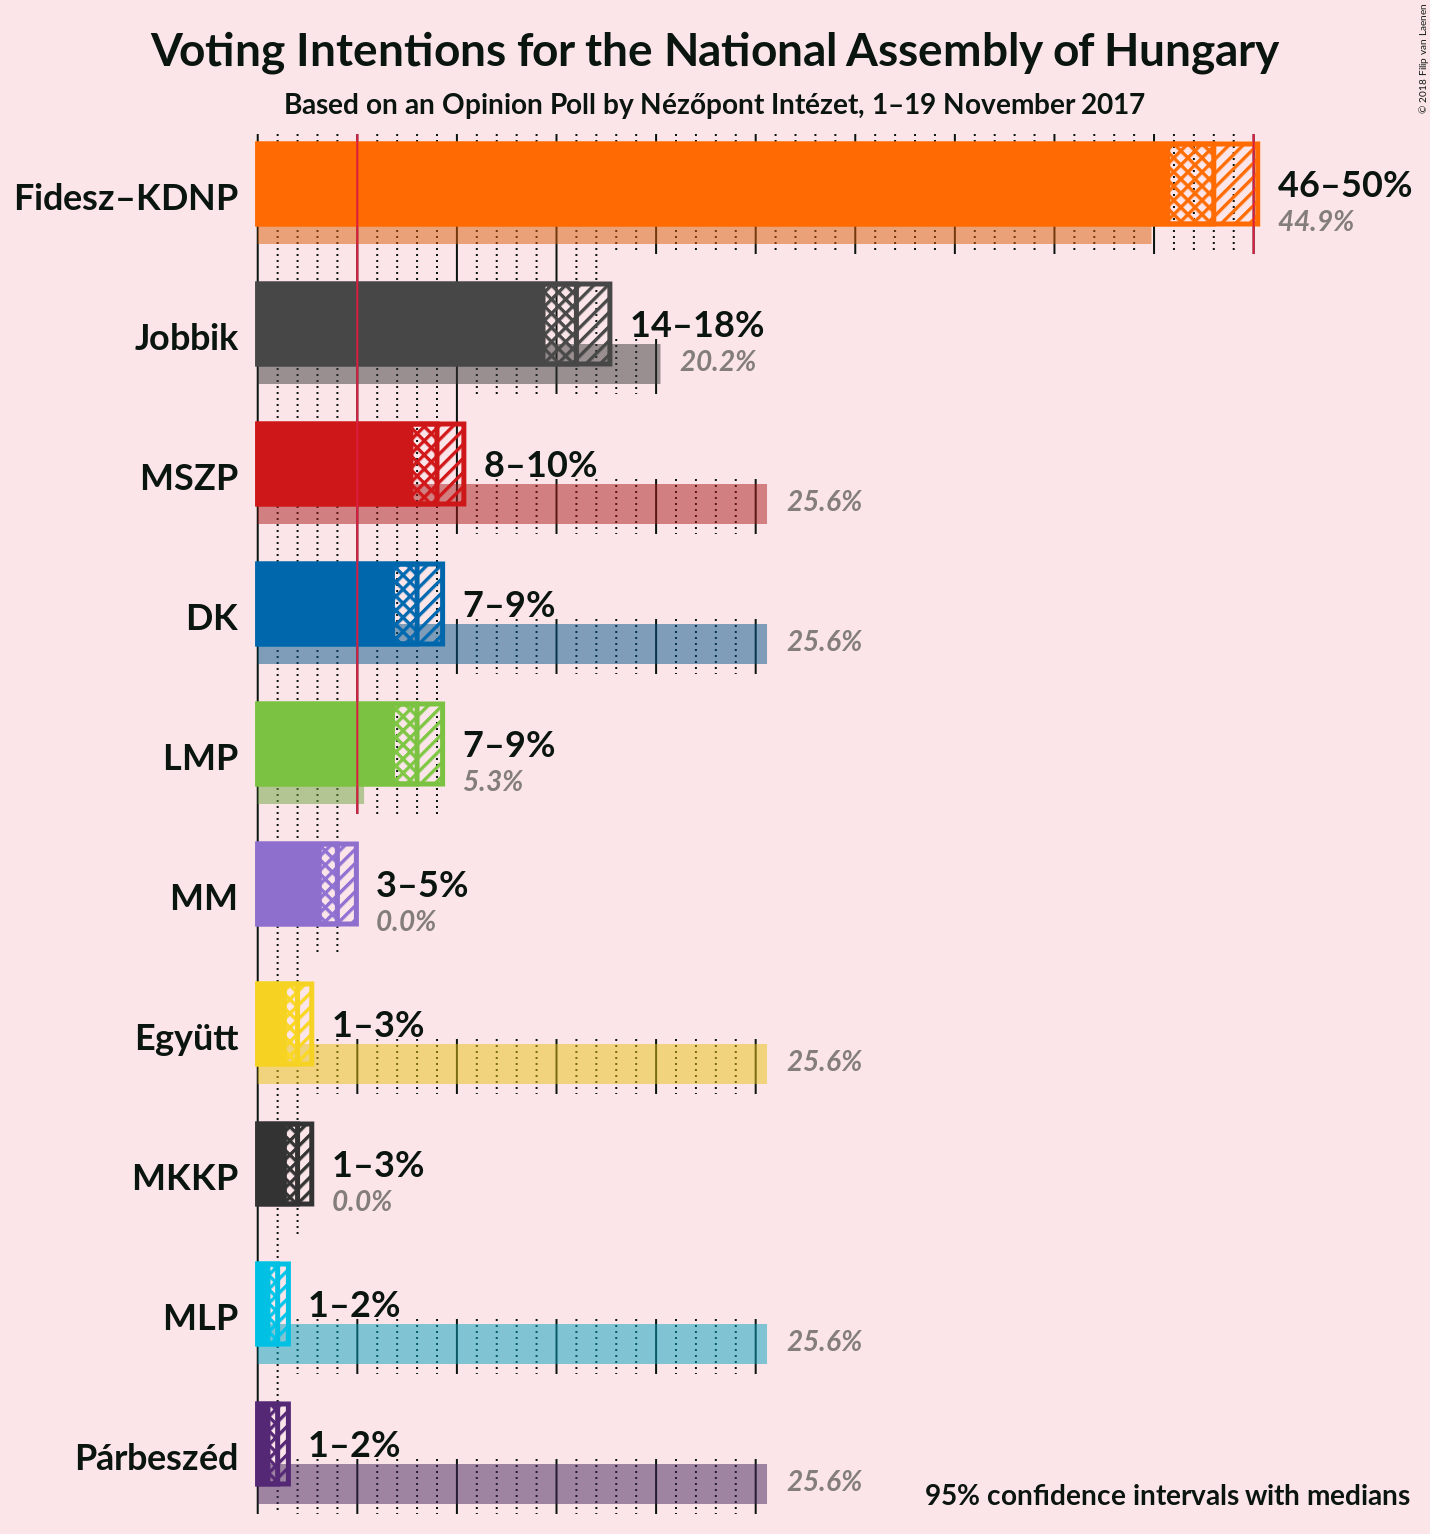 Voting Intentions for the National Assembly of Hungary
Based on an Opinion Poll by Nézőpont Intézet, 1–19 November 2017
© 2018 Filip van Laenen
Fidesz–KDNP
46–50%
44.9%
Jobbik
14–18%
20.2%
MSZP
8–10%
25.6%
DK
7–9%
25.6%
LMP
7–9%
5.3%
MM
3–5%
0.0%
Együtt
1–3%
25.6%
MKKP
1–3%
0.0%
MLP
1–2%
25.6%
Párbeszéd
1–2%
25.6%
95% confidence intervals with medians